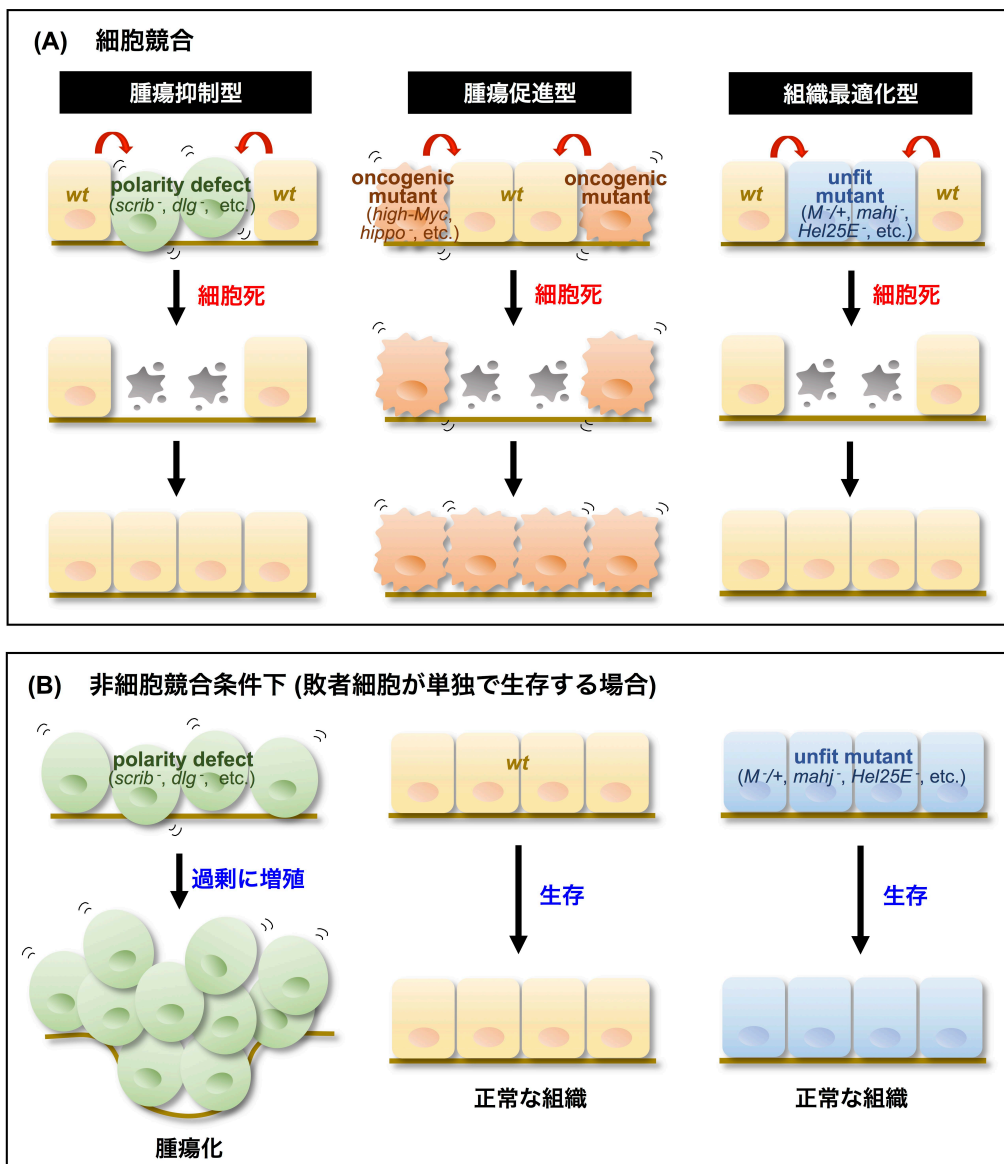 (A) 細胞競合
腫瘍抑制型
腫瘍促進型
組織最適化型
wt
polarity defect
(scrib⁻, dlg⁻, etc.)
wt
oncogenic
mutant
(high-Myc,
hippo⁻, etc.)
wt
oncogenic
mutant
wt
unfit
mutant
(M⁻/+, mahj⁻,
Hel25E⁻, etc.)
wt
細胞死
細胞死
細胞死
(B) 非細胞競合条件下 (敗者細胞が単独で生存する場合)
polarity defect
(scrib⁻, dlg⁻, etc.)
wt
unfit mutant
(M⁻/+, mahj⁻, Hel25E⁻, etc.)
過剰に増殖
生存
生存
腫瘍化
正常な組織
正常な組織